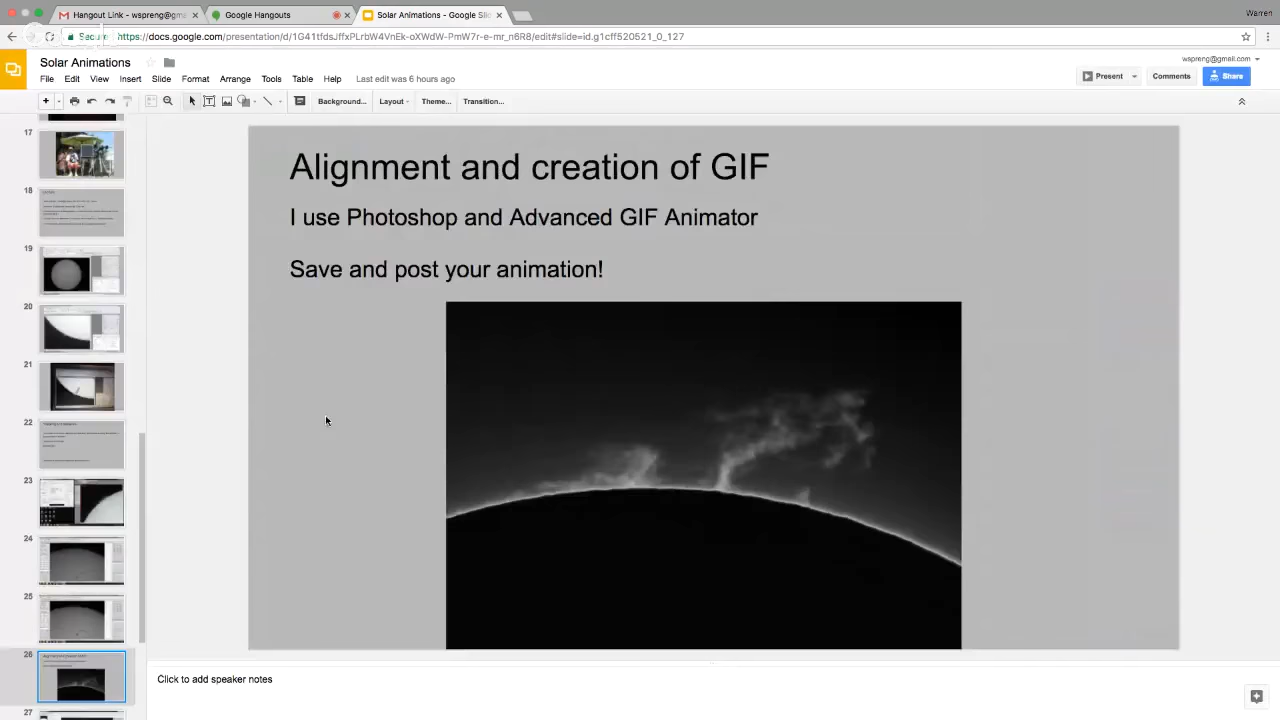 Hangout Link - wspreng@gma
Google Hangouts
Solar Animations - Google Slid
Warren
Secure
https://docs.google.com/presentation/d/1G41tfdsJffxPLrbW4VnEk-oXWdW-PmW7r-e-mr_n6R8/edit#slide=id.g1cff520521_0_127
Solar Animations
wspreng@gmail.com
File Edit View Insert Slide Format Arrange Tools Table Help Last edit was 6 hours ago
Present Comments Share
Background... Layout Theme... Transition...
17
18
19
20
21
22
23
24
25
26
27
Alignment and creation of GIF
I use Photoshop and Advanced GIF Animator
Save and post your animation!
Click to add speaker notes